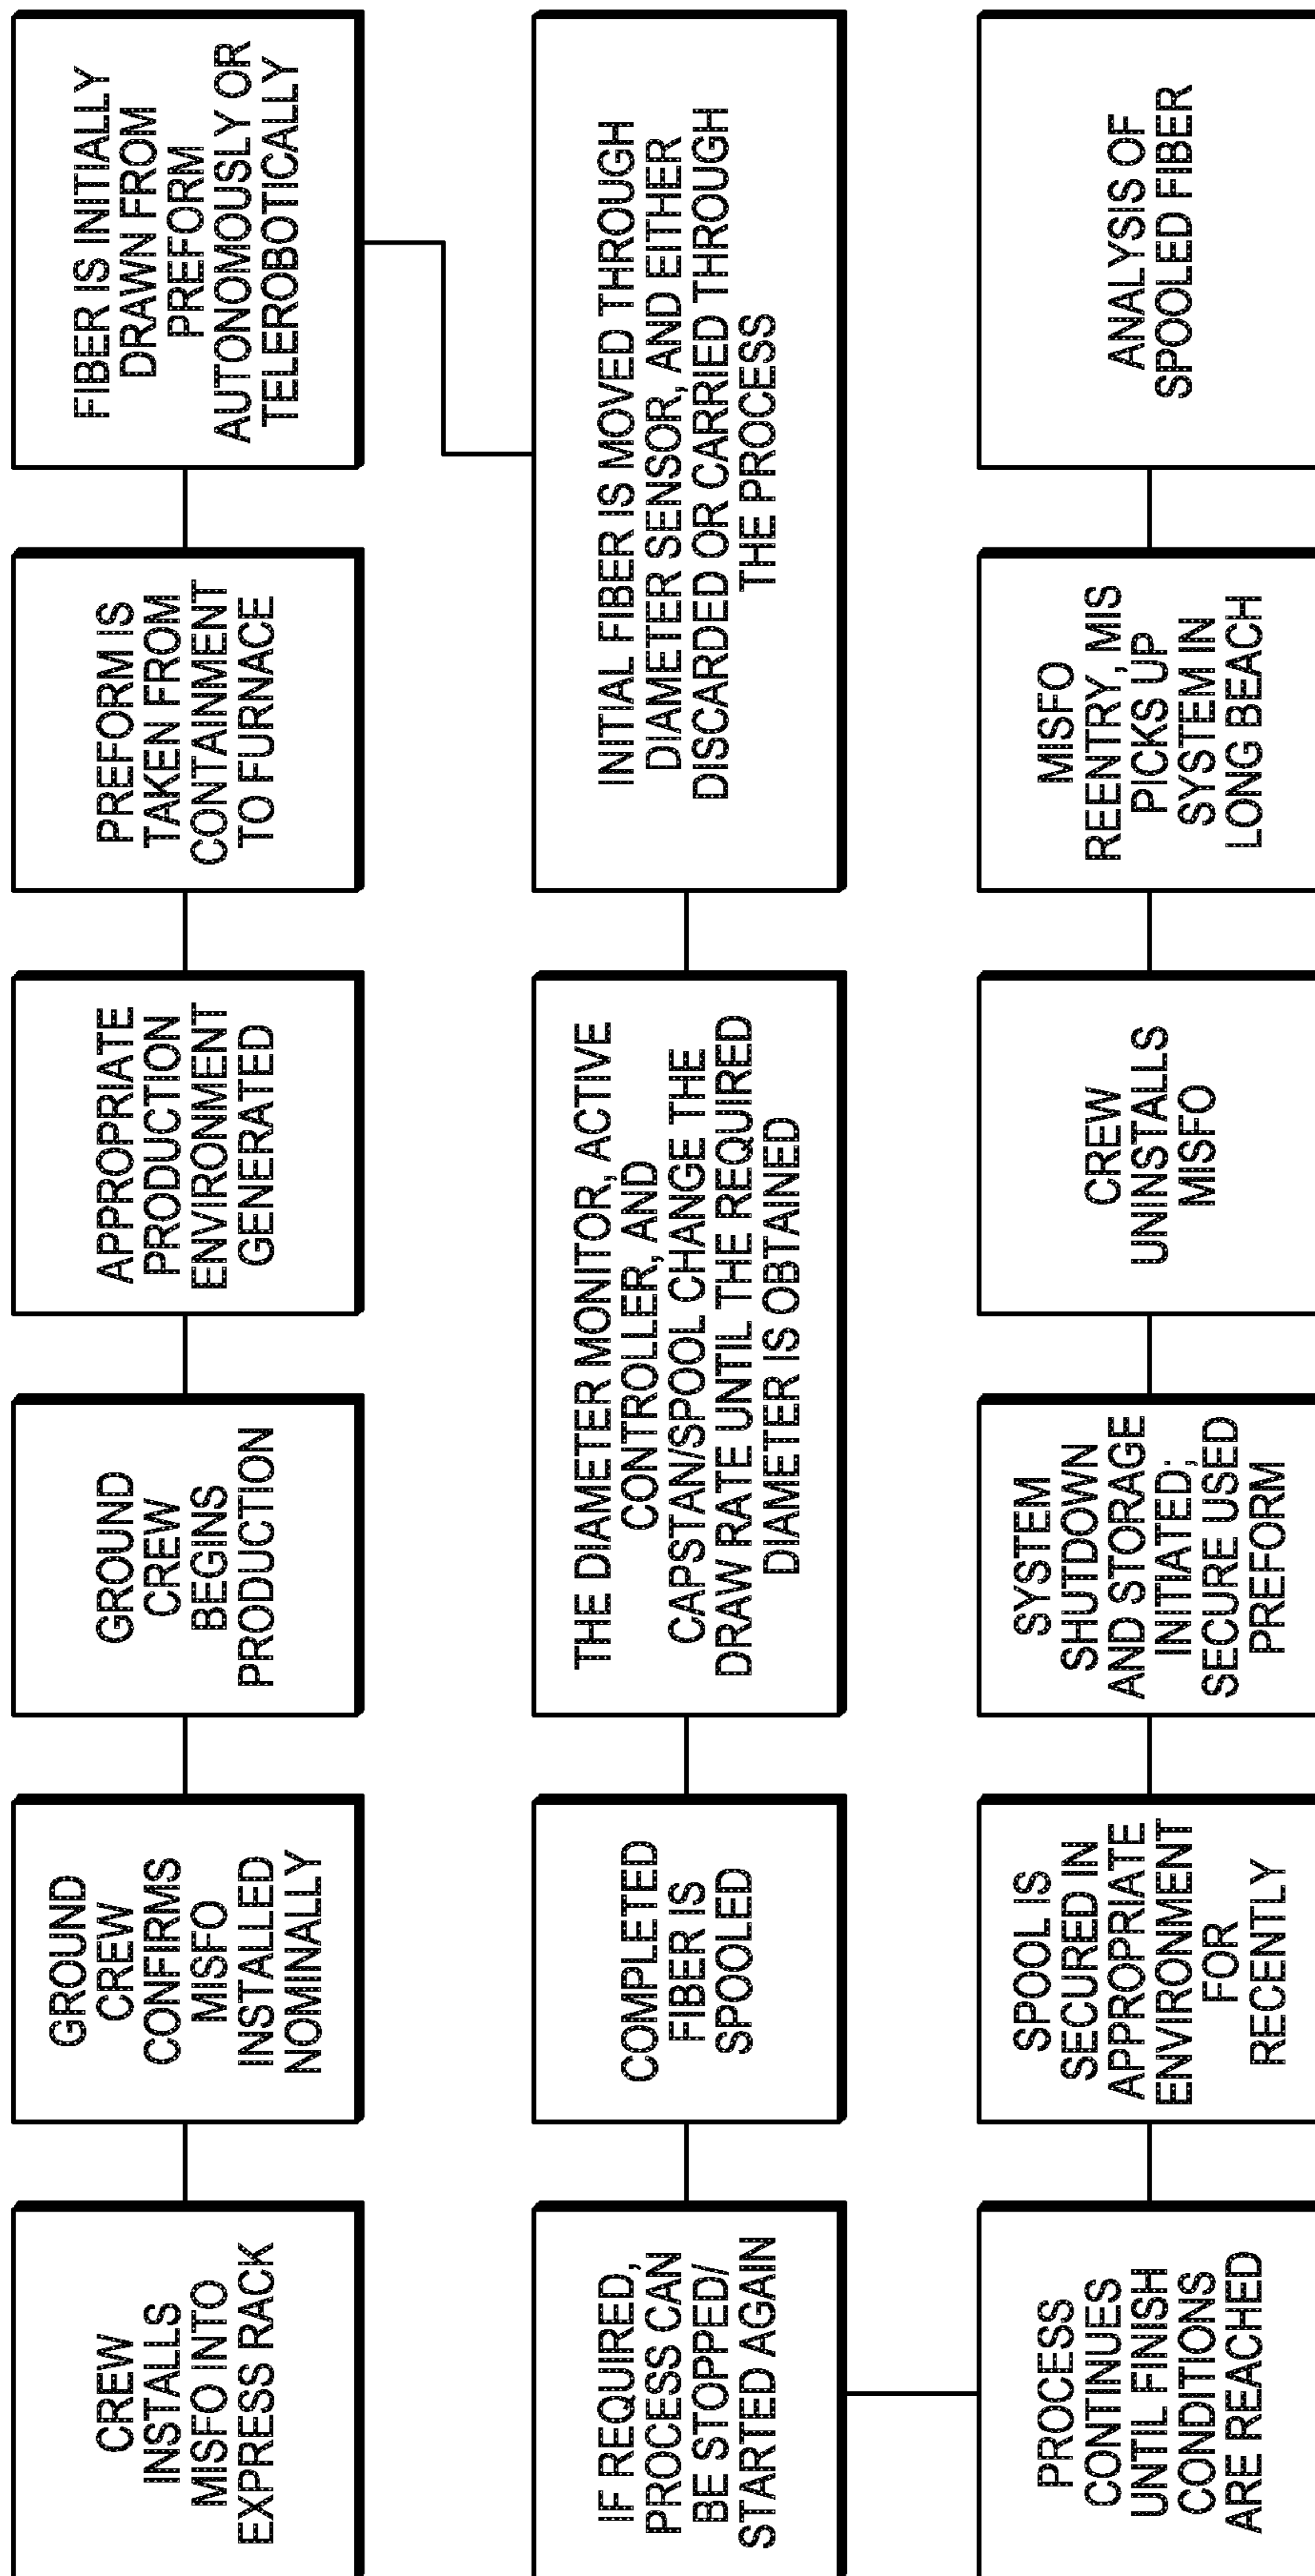 CREW
INSTALLS
MISFO INTO
EXPRESS RACK
GROUND
CREW
CONFIRMS
MISFO
INSTALLED
NOMINALLY
GROUND
CREW
BEGINS
PRODUCTION
APPROPRIATE
PRODUCTION
ENVIRONMENT
GENERATED
PREFORM IS
TAKEN FROM
CONTAINMENT
TO FURNACE
FIBER IS INITIALLY
DRAWN FROM
PREFORM
AUTONOMOUSLY OR
TELEROBOTICALLY
INITIAL FIBER IS MOVED THROUGH
DIAMETER SENSOR, AND EITHER
DISCARDED OR CARRIED THROUGH
THE PROCESS
THE DIAMETER MONITOR, ACTIVE
CONTROLLER, AND
CAPSTAN/SPOOL CHANGE THE
DRAW RATE UNTIL THE REQUIRED
DIAMETER IS OBTAINED
COMPLETED
FIBER IS
SPOOLED
IF REQUIRED,
PROCESS CAN
BE STOPPED/
STARTED AGAIN
PROCESS
CONTINUES
UNTIL FINISH
CONDITIONS
ARE REACHED
SPOOL IS
SECURED IN
APPROPRIATE
ENVIRONMENT
FOR
RECENTLY
SYSTEM
SHUTDOWN
AND STORAGE
INITIATED;
SECURE USED
PREFORM
CREW
UNINSTALLS
MISFO
MISFO
REENTRY, MIS
PICKS UP
SYSTEM IN
LONG BEACH
ANALYSIS OF
SPOOLED FIBER